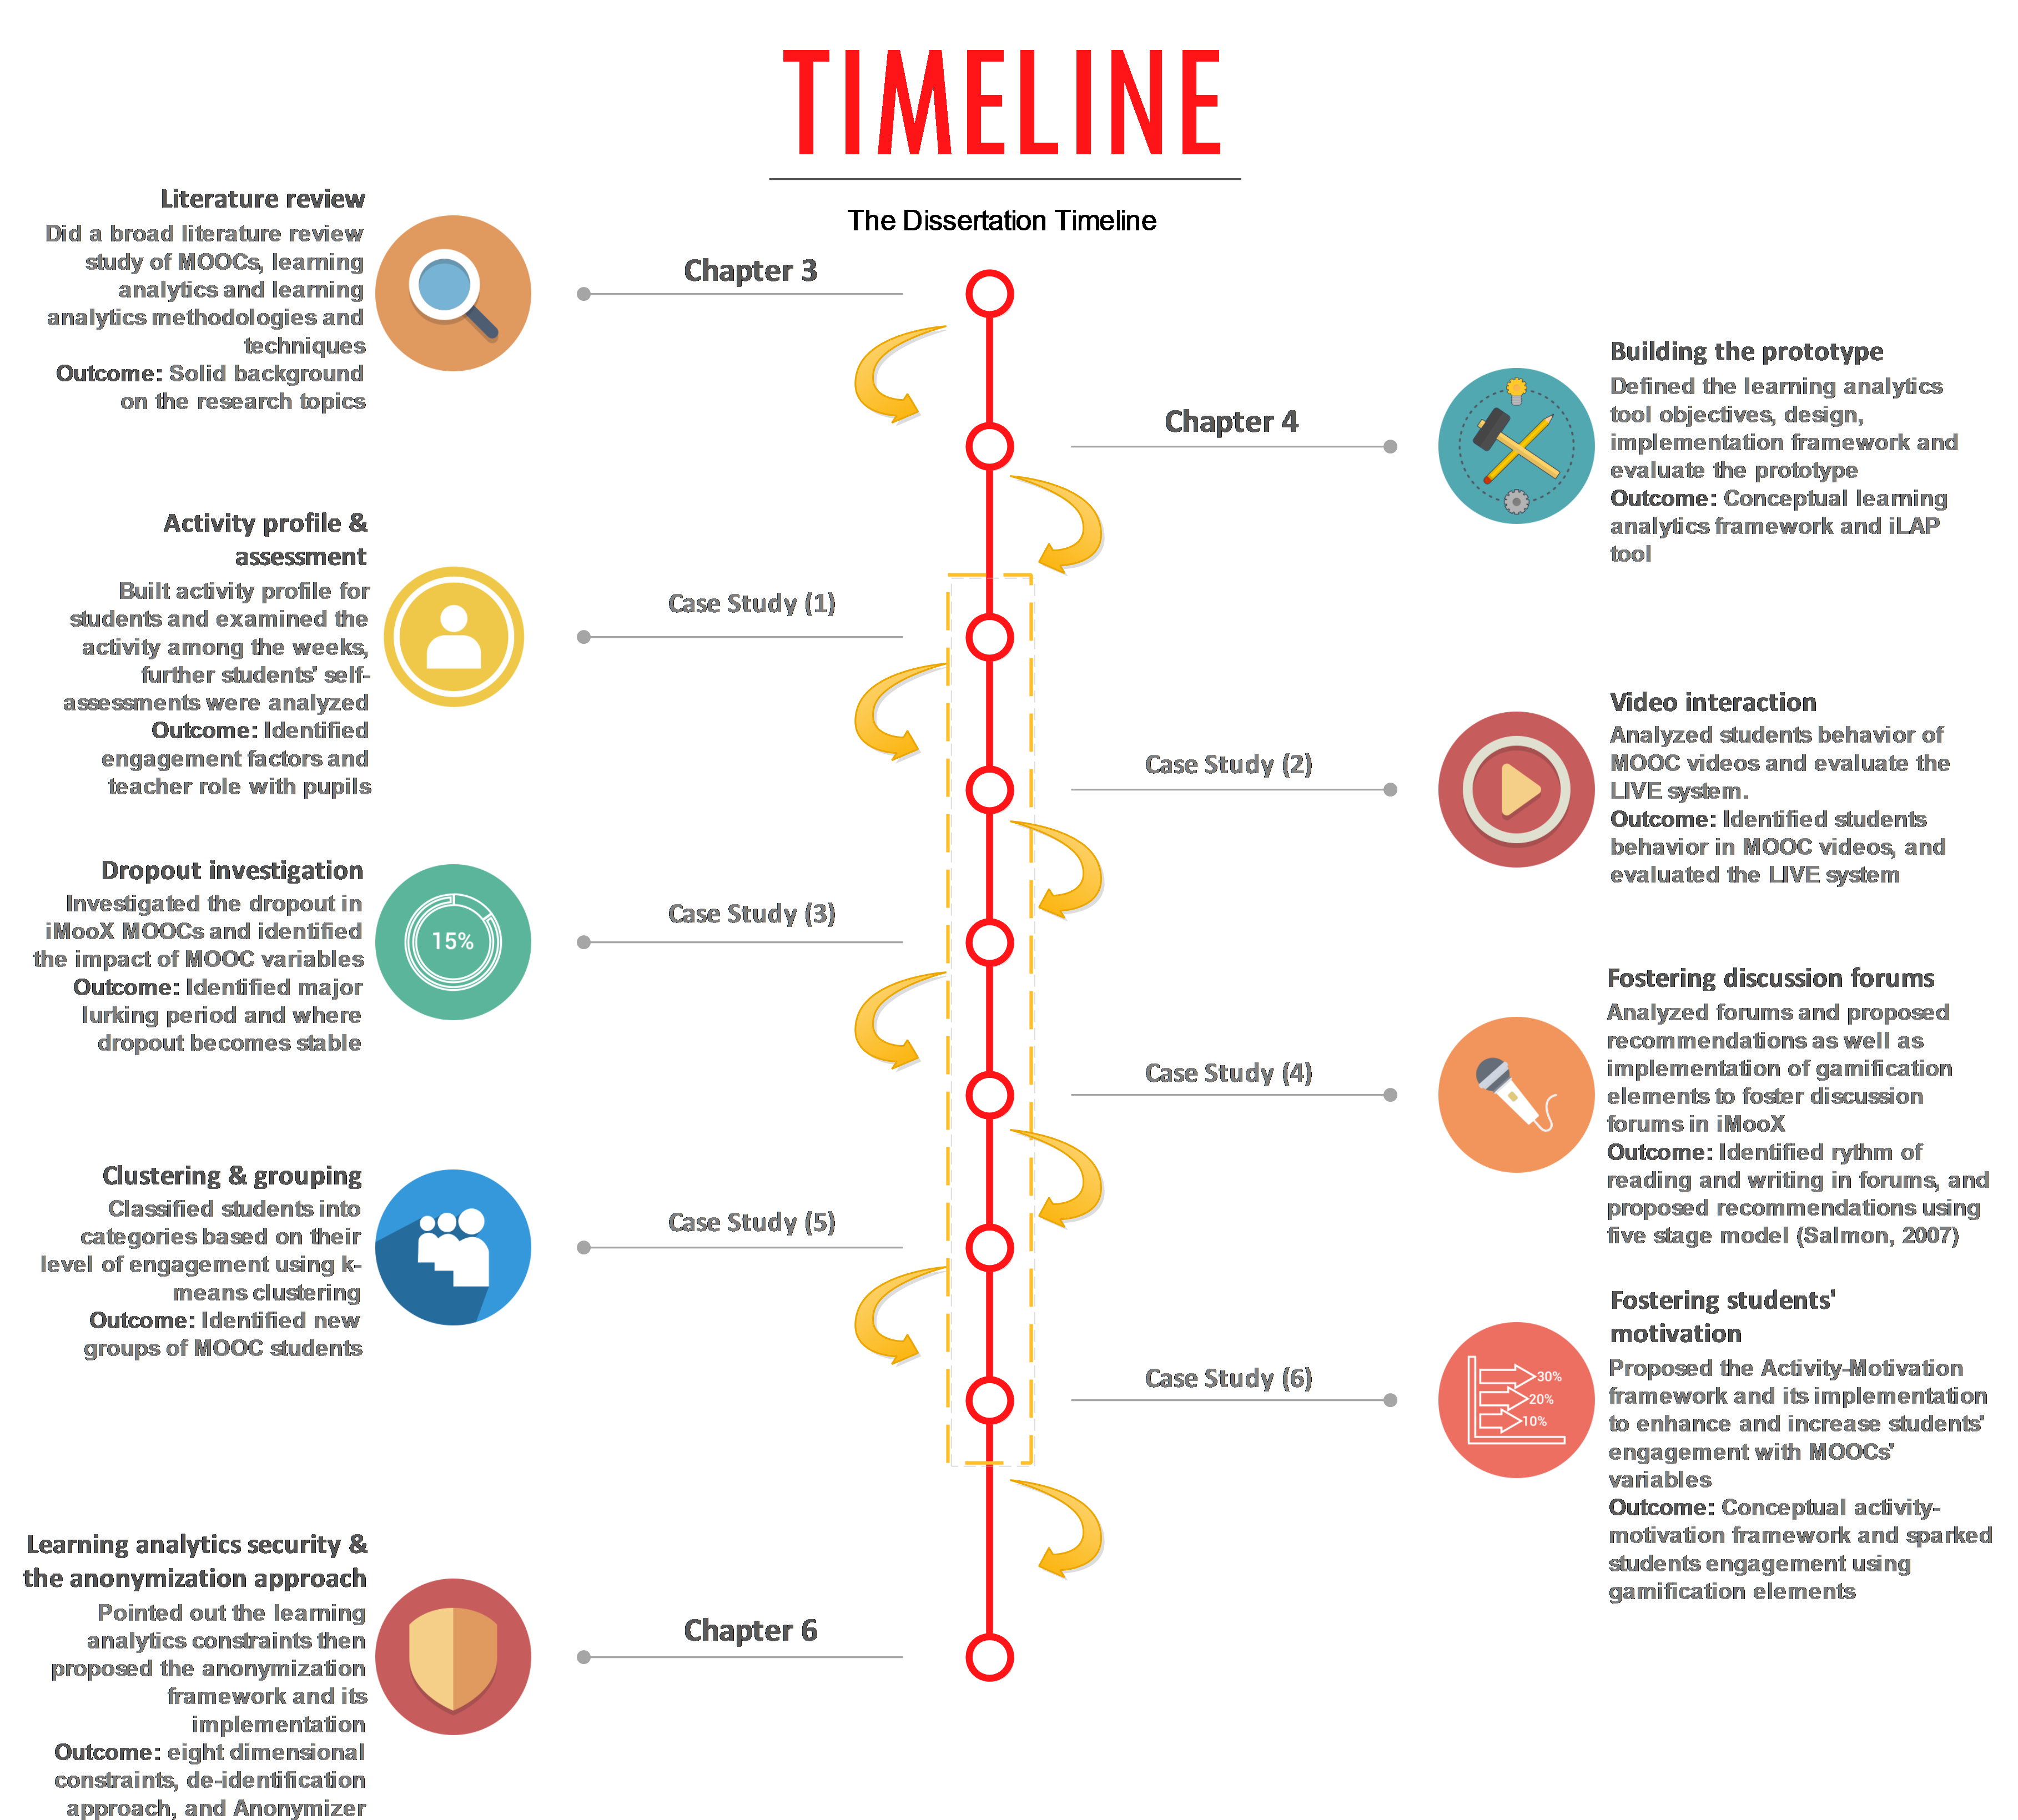 TIMELINE
The Dissertation Timeline
Literature review
Did a broad literature review
study of MOOCs, learning
analytics and learning
analytics methodologies and
techniques
Outcome: Solid background
on the research topics
Chapter 3
Chapter 4
Building the prototype
Defined the learning analytics
tool objectives, design,
implementation framework and
evaluate the prototype
Outcome: Conceptual learning
analytics framework and iLAP
tool
Activity profile &
assessment
Built activity profile for
students and examined the
activity among the weeks,
further students' self-
assessments were analyzed
Outcome: Identified
engagement factors and
teacher role with pupils
Case Study (1)
Case Study (2)
Video interaction
Analyzed students behavior of
MOOC videos and evaluate the
LIVE system.
Outcome: Identified students
behavior in MOOC videos, and
evaluated the LIVE system
Dropout investigation
Investigated the dropout in
iMooX MOOCs and identified
the impact of MOOC variables
Outcome: Identified major
lurking period and where
dropout becomes stable
15%
Case Study (3)
Case Study (4)
Fostering discussion forums
Analyzed forums and proposed
recommendations as well as
implementation of gamification
elements to foster discussion
forums in iMooX
Outcome: Identified rythm of
reading and writing in forums, and
proposed recommendations using
five stage model (Salmon, 2007)
Clustering & grouping
Classified students into
categories based on their
level of engagement using k-
means clustering
Outcome: Identified new
groups of MOOC students
Case Study (5)
Case Study (6)
30%
20%
10%
Fostering students'
motivation
Proposed the Activity-Motivation
framework and its implementation
to enhance and increase students'
engagement with MOOCs'
variables
Outcome: Conceptual activity-
motivation framework and sparked
students engagement using
gamification elements
Learning analytics security &
the anonymization approach
Pointed out the learning
analytics constraints then
proposed the anonymization
framework and its
implementation
Outcome: eight dimensional
constraints, de-identification
approach, and Anonymizer
Chapter 6